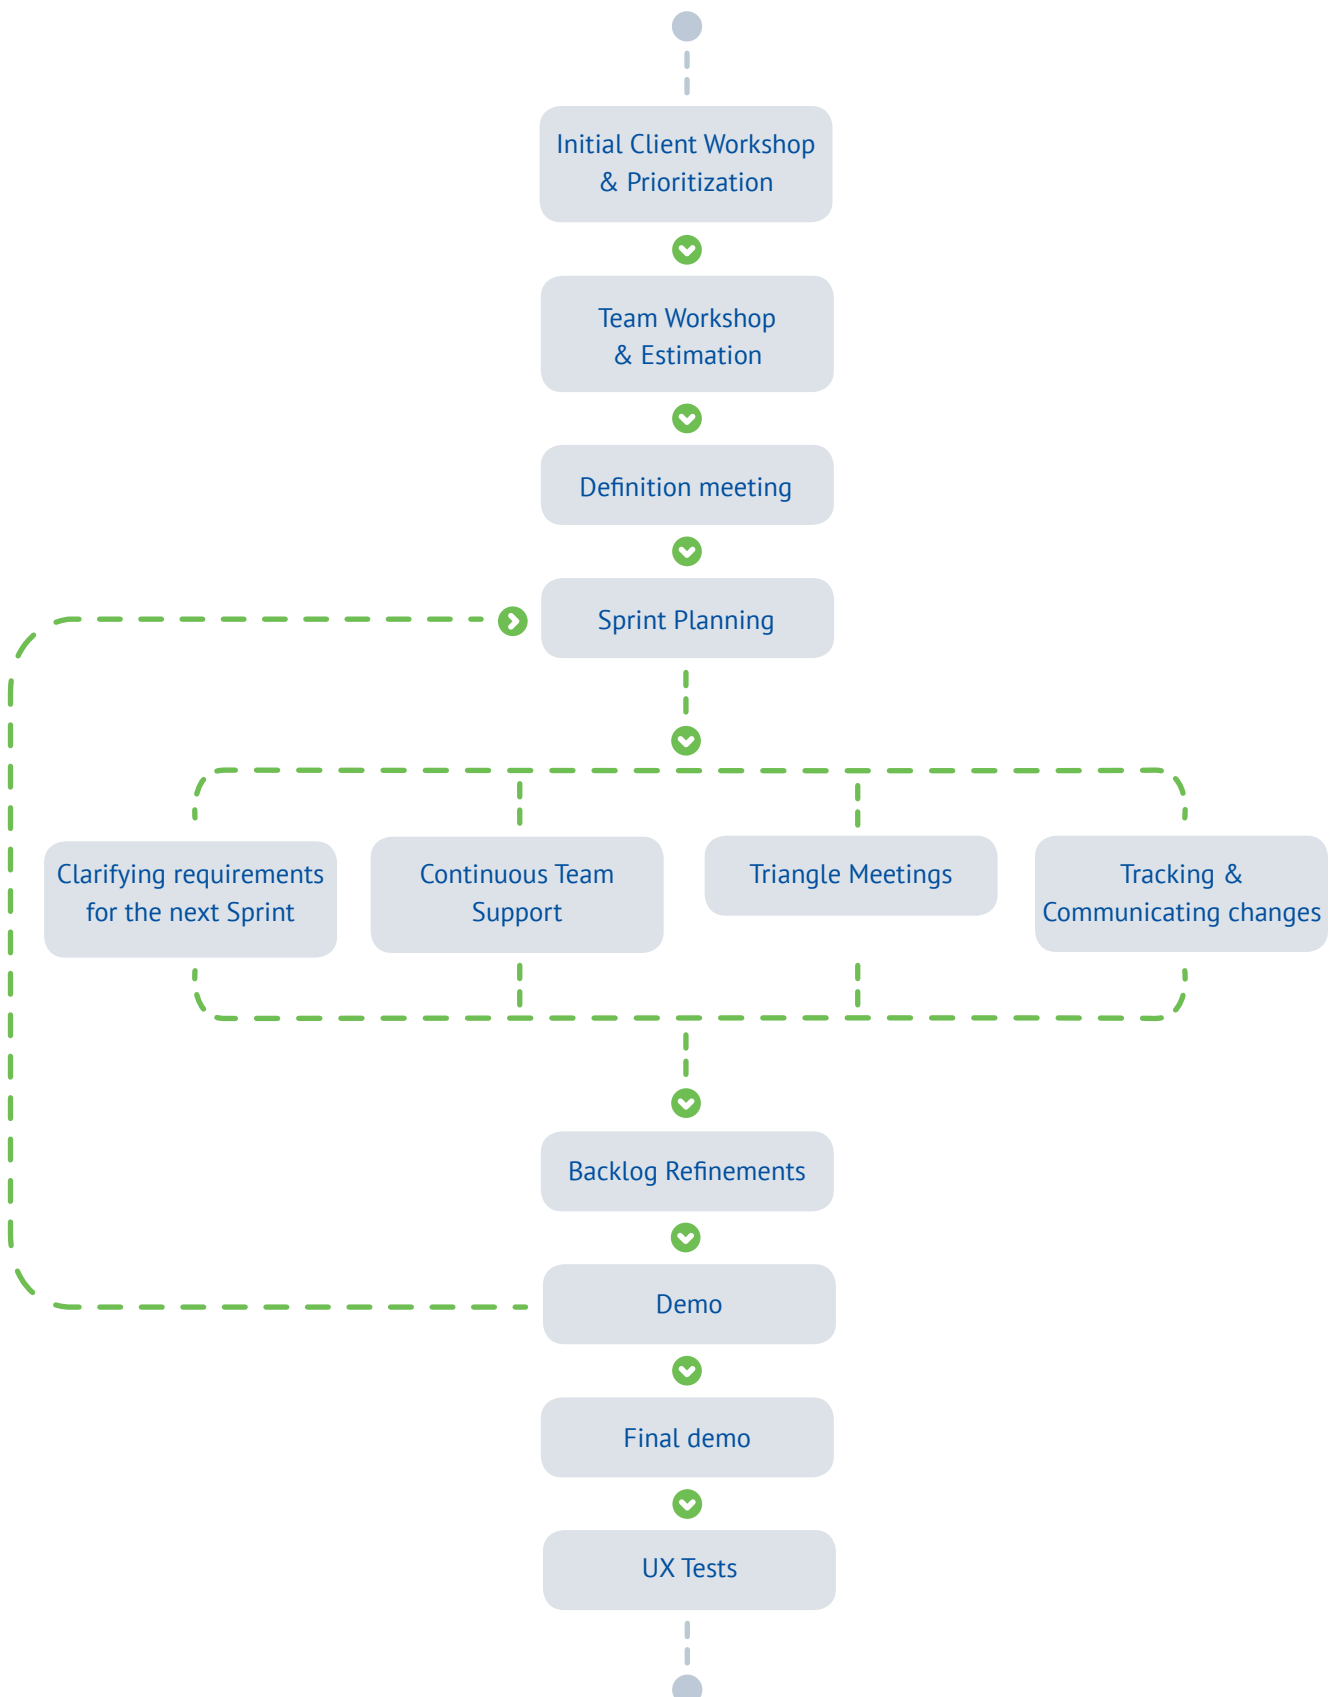 Initial Client Workshop
& Prioritization
Team Workshop
& Estimation
Definition meeting
Sprint Planning
Clarifying requirements
for the next Sprint
Continuous Team
Support
Triangle Meetings
Tracking &
Communicating changes
Backlog Refinements
Demo
Final demo
UX Tests